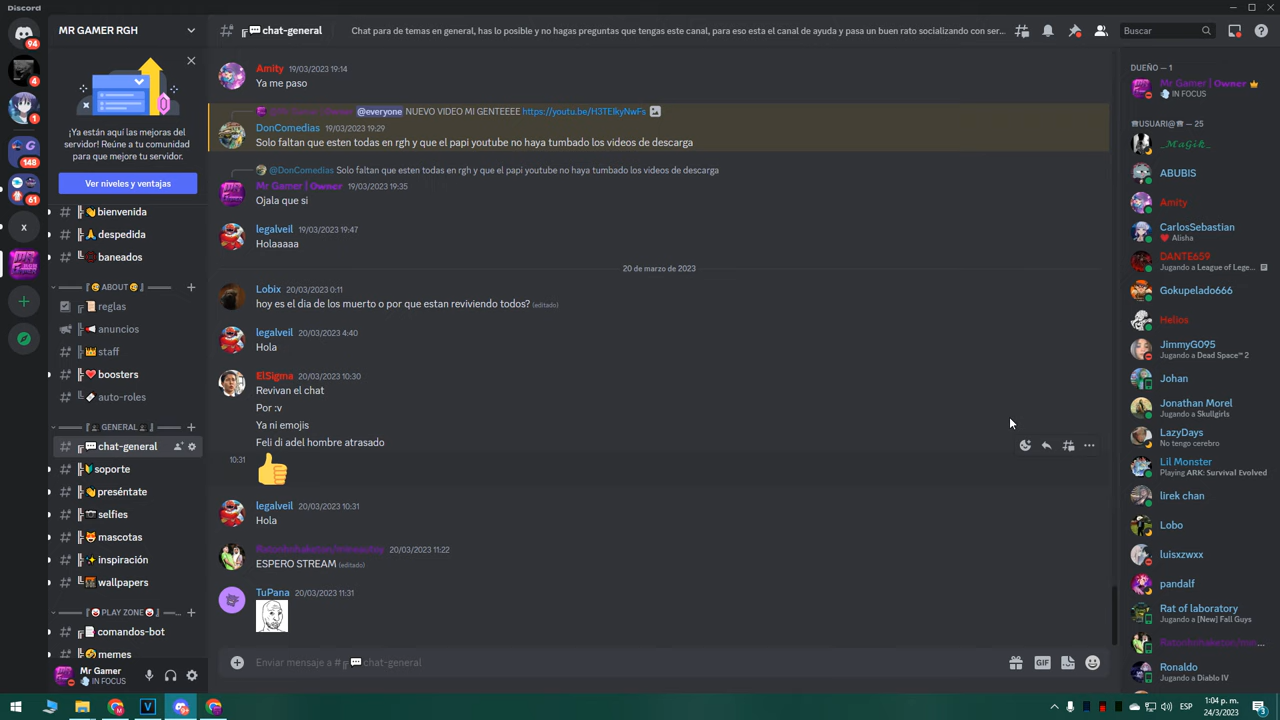 Discord
94
4
1
148
61
x
MR GAMER RGH
¡Ya están aquí las mejoras del
servidor! Reúne a tu comunidad
para que mejore tu servidor.
Ver niveles y ventajas
bienvenida
despedida
baneados
ABOUT
reglas
anuncios
staff
boosters
auto-roles
GENERAL
chat-general
soporte
preséntate
selfies
mascotas
inspiración
wallpapers
PLAY ZONE
comandos-bot
memes
Mr Gamer
IN FOCUS
chat-general
Chat para de temas en general, has lo posible y no hagas preguntas que tengas este canal, para eso esta el canal de ayuda y pasa un buen rato socializando con ser...
Buscar
Amity 19/03/2023 19:14
Ya me paso
@everyone NUEVO VIDEO MI GENTEEEE https://youtu.be/H3TEIkyNwFs
DonComedias 19/03/2023 19:29
Solo faltan que esten todas en rgh y que el papi youtube no haya tumbado los videos de descarga
@DonComedias Solo faltan que esten todas en rgh y que el papi youtube no haya tumbado los videos de descarga
Mr Gamer | Owner 19/03/2023 19:35
Ojala que si
legalveil 19/03/2023 19:47
Holaaaaa
20 de marzo de 2023
Lobix 20/03/2023 0:11
hoy es el dia de los muerto o por que estan reviviendo todos? (editado)
legalveil 20/03/2023 4:40
Hola
ElSigma 20/03/2023 10:30
Revivan el chat
Por :v
Ya ni emojis
Feli di adel hombre atrasado
10:31
legalveil 20/03/2023 10:31
Hola
20/03/2023 11:22
ESPERO STREAM (editado)
TuPana 20/03/2023 11:31
Enviar mensaje a #╔💬chat-general
GIF
DUEÑO — 1
Mr Gamer | Owner
IN FOCUS
USUARI@ — 25
_MaGiK_
ABUBIS
Amity
CarlosSebastian
Alisha
DANTE659
Jugando a League of Lege...
Gokupelado666
Helios
JimmyG095
Jugando a Dead Space™ 2
Johan
Jonathan Morel
Jugando a Skullgirls
LazyDays
No tengo cerebro
Lil Monster
Playing ARK: Survival Evolved
lirek chan
Lobo
luisxzwxx
pandalf
Rat of laboratory
Jugando a [New] Fall Guys
Ronaldo
Jugando a Diablo IV
ESP
1:04 p. m.
24/3/2023
3